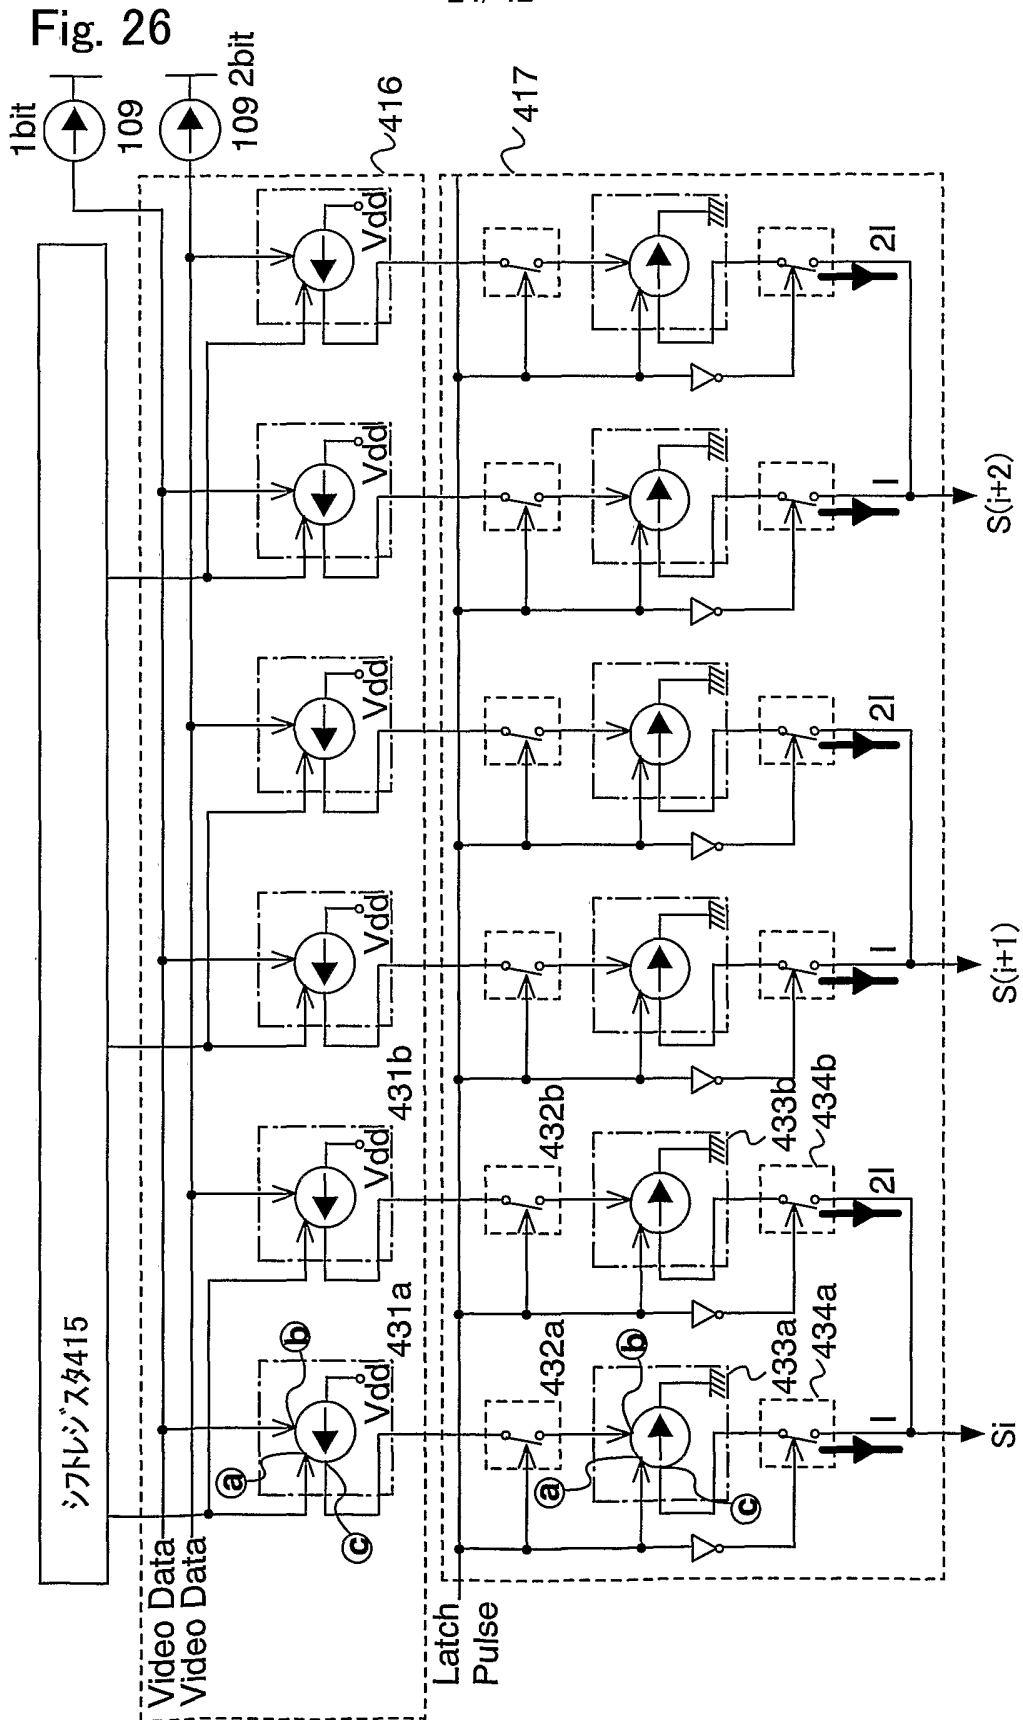 Fig. 26
1bit
109
109 2bit
416
417
シフトレジスタ415
Video Data
Video Data
Vdd
Vdd
Vdd
Vdd
Vdd
Vdd
431a
431b
a
b
c
Latch
Pulse
432a
432b
a
b
c
433a
433b
434a
434b
I
2I
I
2I
I
2I
Si
S(i+1)
S(i+2)